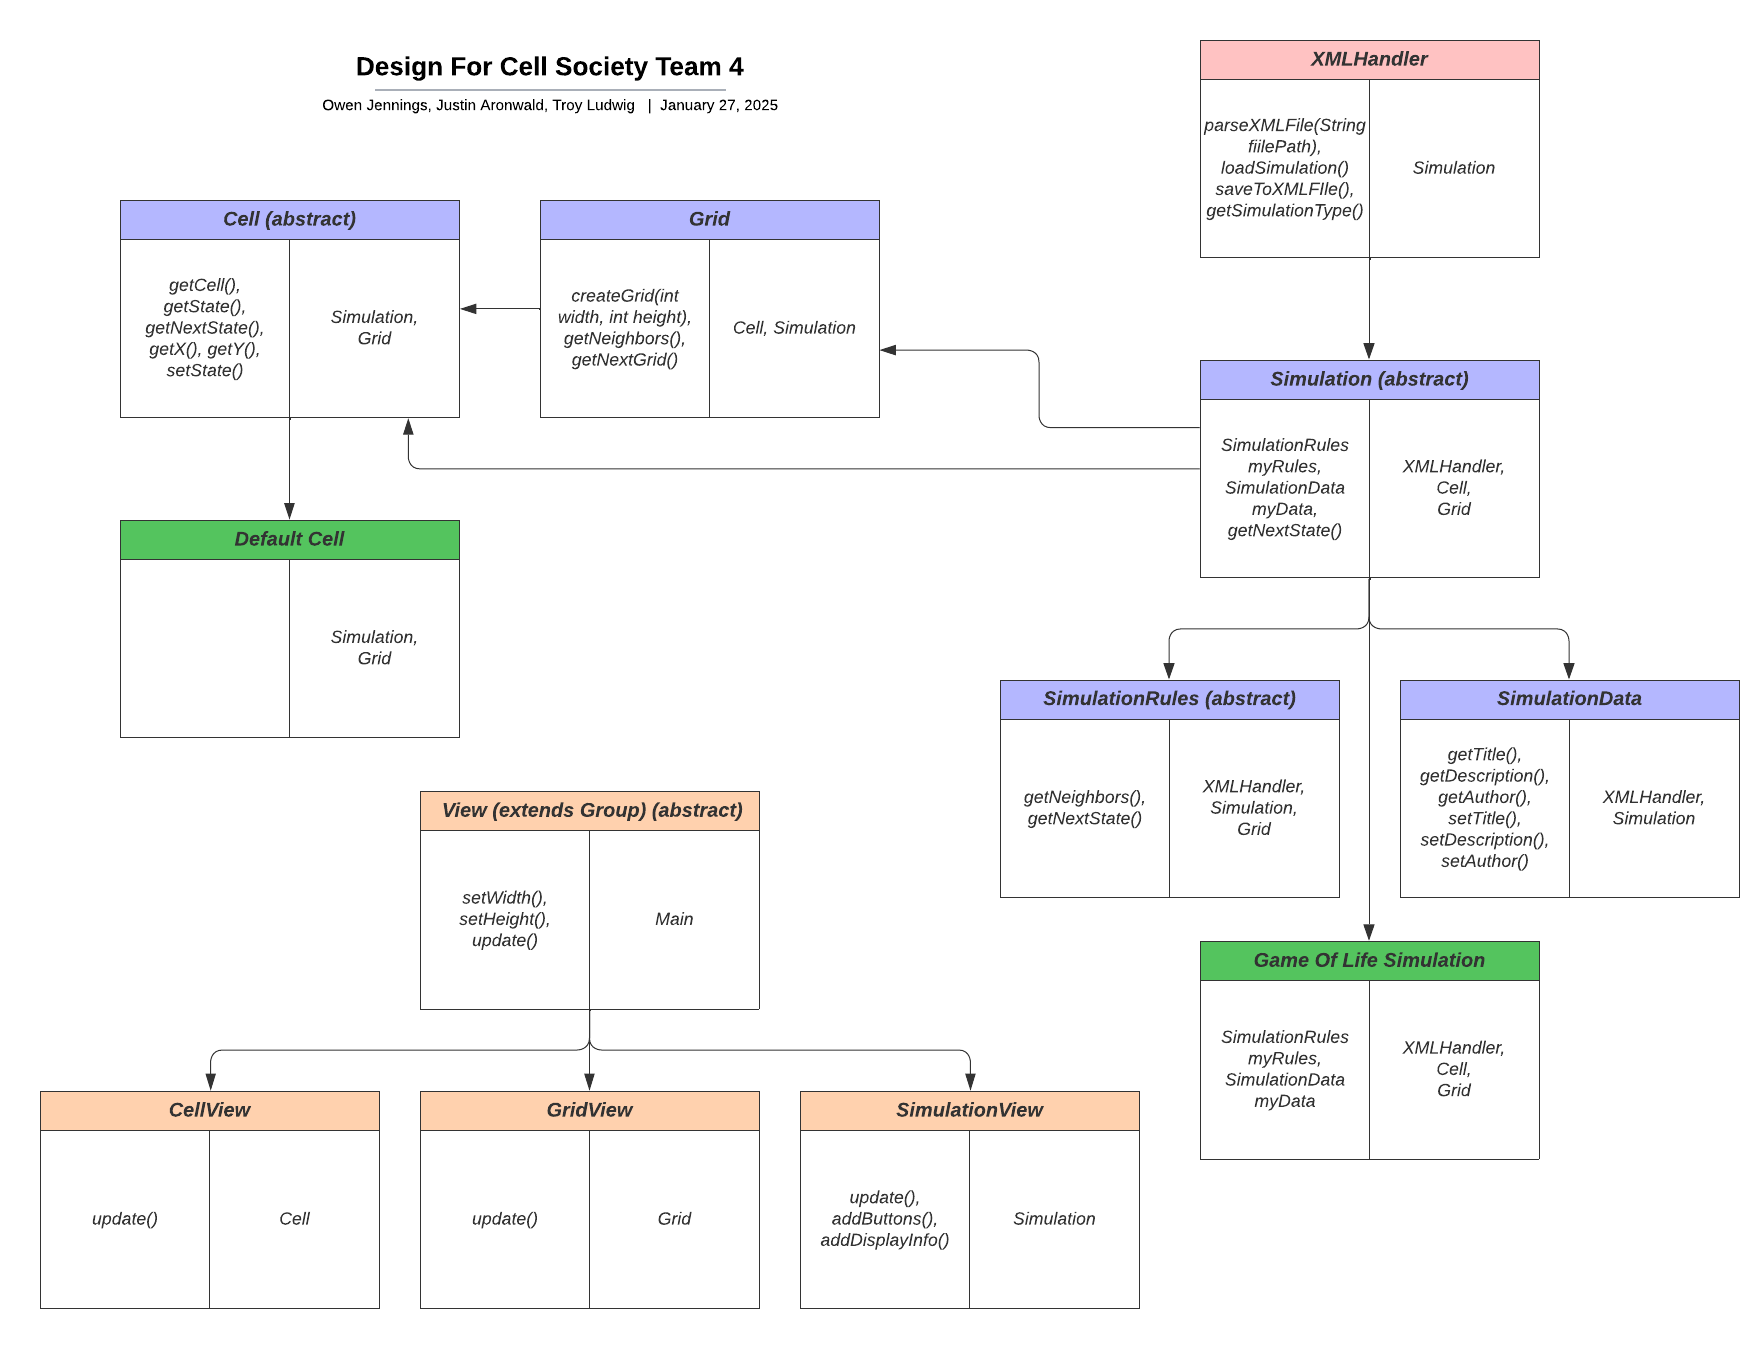 Design For Cell Society Team 4
Owen Jennings, Justin Aronwald, Troy Ludwig | January 27, 2025
XMLHandler
parseXMLFile(String
fiilePath),
loadSimulation()
saveToXMLFIle(),
getSimulationType()
Simulation
Cell (abstract)
getCell(),
getState(),
getNextState(),
getX(), getY(),
setState()
Simulation,
Grid
Grid
createGrid(int
width, int height),
getNeighbors(),
getNextGrid()
Cell, Simulation
Simulation (abstract)
SimulationRules
myRules,
SimulationData
myData,
getNextState()
XMLHandler,
Cell,
Grid
Default Cell
Simulation,
Grid
SimulationRules (abstract)
getNeighbors(),
getNextState()
XMLHandler,
Simulation,
Grid
SimulationData
getTitle(),
getDescription(),
getAuthor(),
setTitle(),
setDescription(),
setAuthor()
XMLHandler,
Simulation
View (extends Group) (abstract)
setWidth(),
setHeight(),
update()
Main
Game Of Life Simulation
SimulationRules
myRules,
SimulationData
myData
XMLHandler,
Cell,
Grid
CellView
update()
Cell
GridView
update()
Grid
SimulationView
update(),
addButtons(),
addDisplayInfo()
Simulation